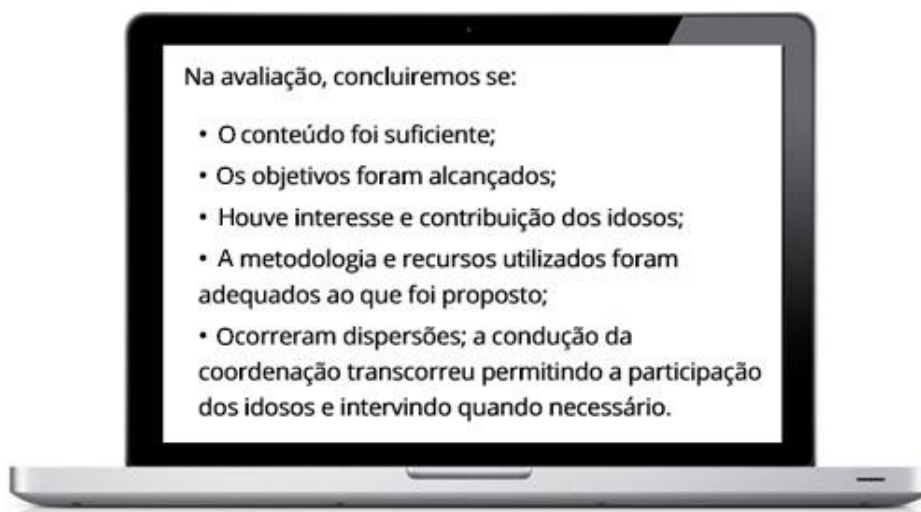 Na avaliação, concluiremos se:
• O conteúdo foi suficiente;
• Os objetivos foram alcançados;
• Houve interesse e contribuição dos idosos;
• A metodologia e recursos utilizados foram
adequados ao que foi proposto;
• Ocorreram dispersões; a condução da
coordenação transcorreu permitindo a participação
dos idosos e intervindo quando necessário.